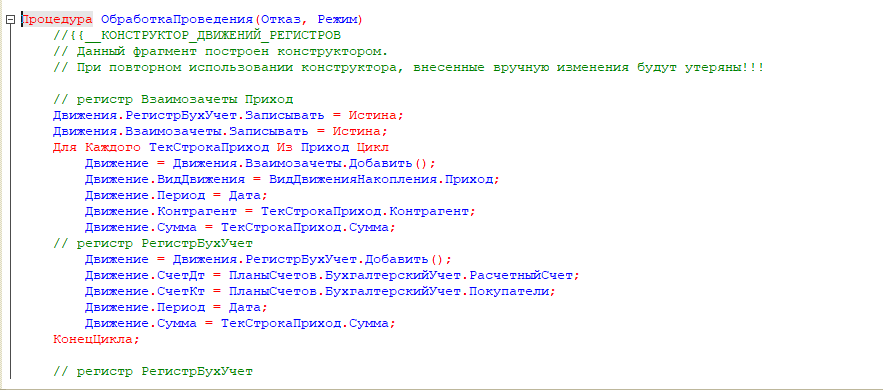 Процедура ОбработкаПроведения(Отказ, Режим)
//{{__КОНСТРУКТОР_ДВИЖЕНИЙ_РЕГИСТРОВ
// Данный фрагмент построен конструктором.
// При повторном использовании конструктора, внесенные вручную изменения будут утеряны!!!
// регистр Взаимозачеты Приход
Движения.РегистрБухУчет.Записывать = Истина;
Движения.Взаимозачеты.Записывать = Истина;
Для Каждого ТекСтрокаПриход Из Приход Цикл
Движение = Движения.Взаимозачеты.Добавить();
Движение.ВидДвижения = ВидДвиженияНакопления.Приход;
Движение.Период = Дата;
Движение.Контрагент = ТекСтрокаПриход.Контрагент;
Движение.Сумма = ТекСтрокаПриход.Сумма;
// регистр РегистрБухУчет
Движение = Движения.РегистрБухУчет.Добавить();
Движение.СчетДт = ПланыСчетов.БухгалтерскийУчет.РасчетныйСчет;
Движение.СчетКт = ПланыСчетов.БухгалтерскийУчет.Покупатели;
Движение.Период = Дата;
Движение.Сумма = ТекСтрокаПриход.Сумма;
КонецЦикла;
// регистр РегистрБухУчет